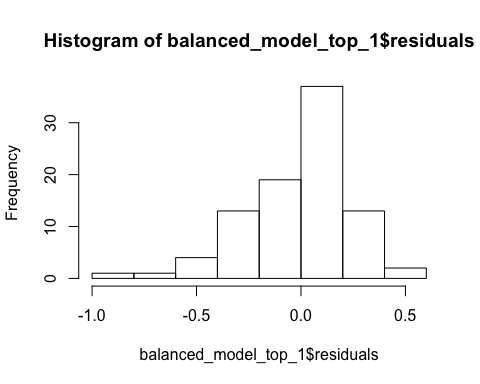 Histogram of balanced_model_top_1$residuals
Frequency
30
20
10
0
-1.0 -0.5 0.0 0.5
balanced_model_top_1$residuals